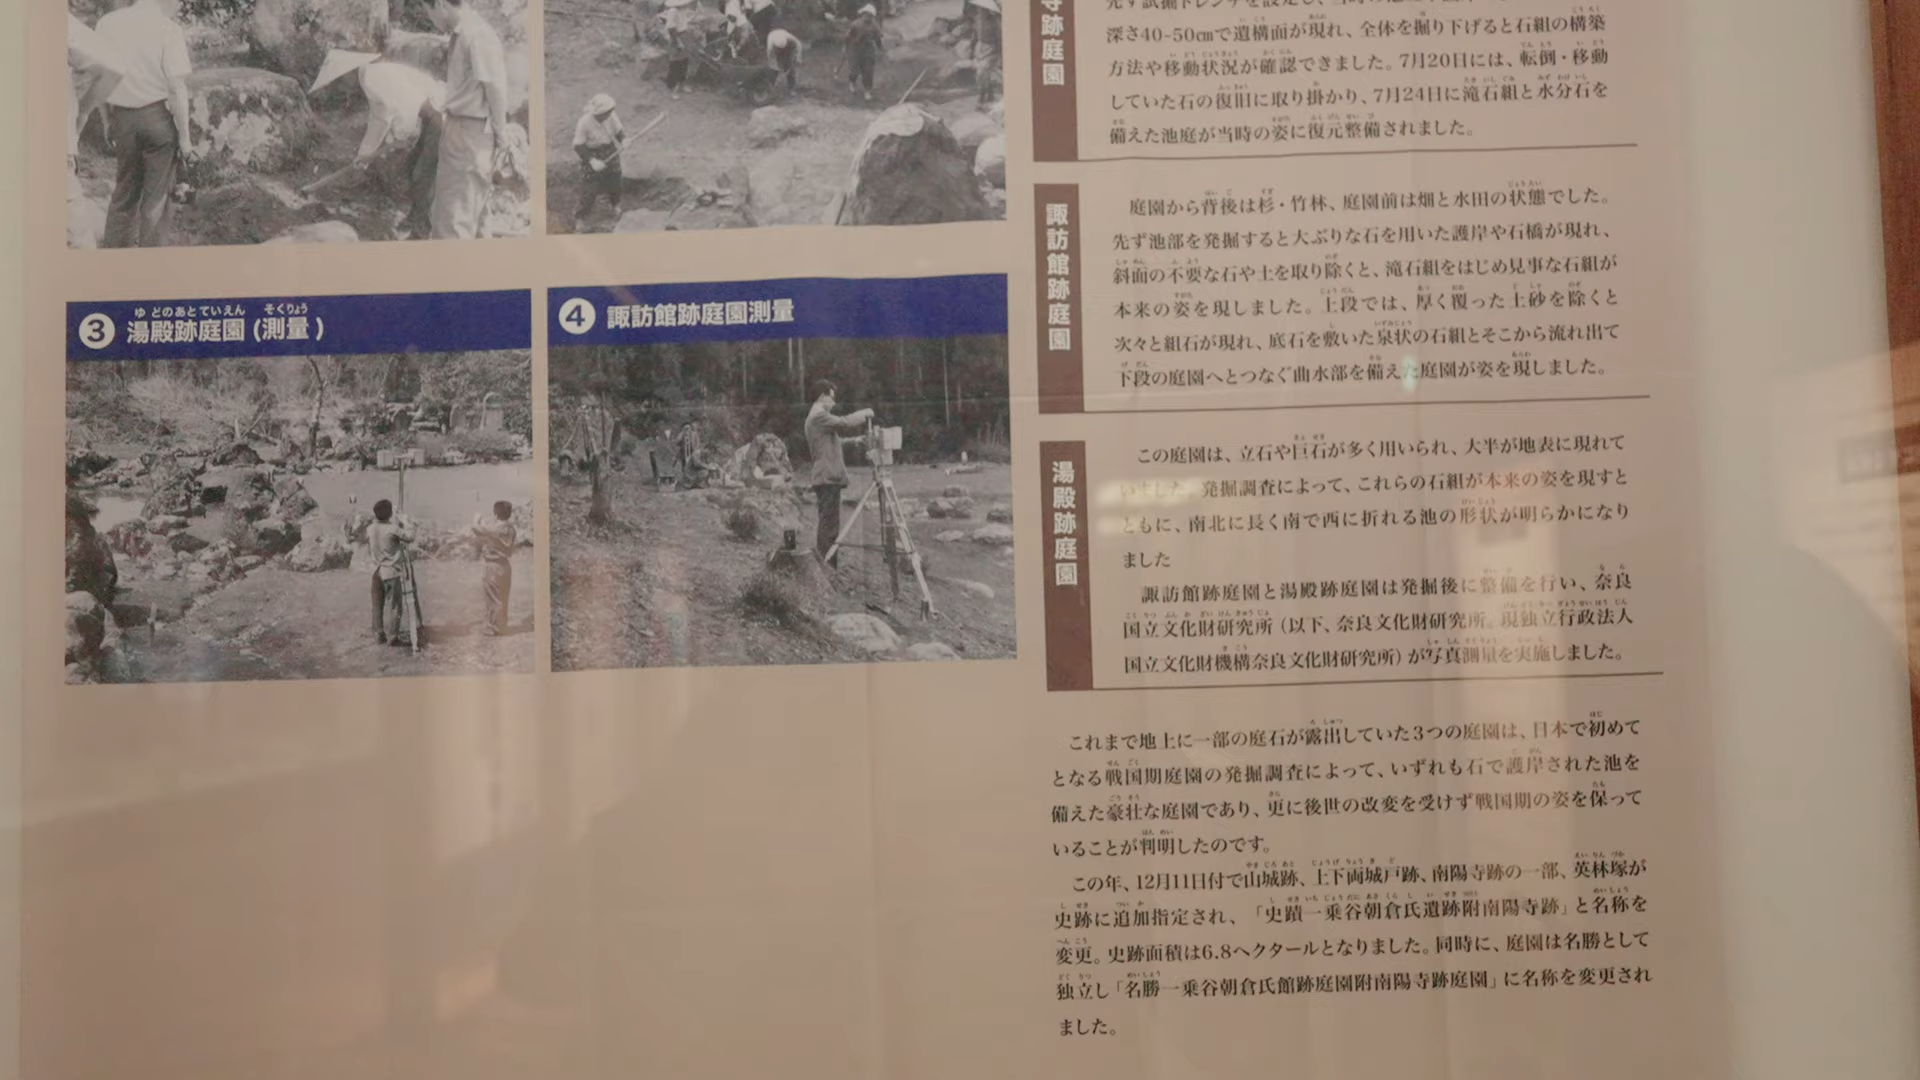 ❸ 湯殿跡庭園(測量)
❹ 諏訪館跡庭園測量
寺跡庭園
深さ40-50㎝で遺構面が現れ、全体を掘り下げると石組の構築
方法や移動状況が確認できました。7月20日には、転倒・移動
していた石の復旧に取り掛かり、7月24日に滝石組と水分石を
備えた池庭が当時の姿に復元整備されました。
諏訪館跡庭園
庭園から背後は杉・竹林、庭園前は畑と水田の状態でした。
先ず池部を発掘すると大ぶりな石を用いた護岸や石橋が現れ、
斜面の不要な石や土を取り除くと、滝石組をはじめ見事な石組が
本来の姿を現しました。上段では、厚く覆った土砂を除くと
次々と組石が現れ、底石を敷いた泉状の石組とそこから流れ出て
下段の庭園へとつなぐ曲水部を備えた庭園が姿を現しました。
湯殿跡庭園
この庭園は、立石や巨石が多く用いられ、大半が地表に現れて
いました。発掘調査によって、これらの石組が本来の姿を現すと
ともに、南北に長く南で西に折れる池の形状が明らかになり
ました
諏訪館跡庭園と湯殿跡庭園は発掘後に整備を行い、奈良
国立文化財研究所(以下、奈良文化財研究所。現独立行政法人
国立文化財機構奈良文化財研究所)が写真測量を実施しました。
これまで地上に一部の庭石が露出していた3つの庭園は、日本で初めて
となる戦国期庭園の発掘調査によって、いずれも石で護岸された池を
備えた豪壮な庭園であり、更に後世の改変を受けず戦国期の姿を保って
いることが判明したのです。
この年、12月11日付で山城跡、上下両城戸跡、南陽寺跡の一部、英林塚が
史跡に追加指定され、「史蹟一乗谷朝倉氏遺跡附南陽寺跡」と名称を
変更。史跡面積は6.8ヘクタールとなりました。同時に、庭園は名勝として
独立し「名勝一乗谷朝倉氏館跡庭園附南陽寺跡庭園」に名称を変更され
ました。